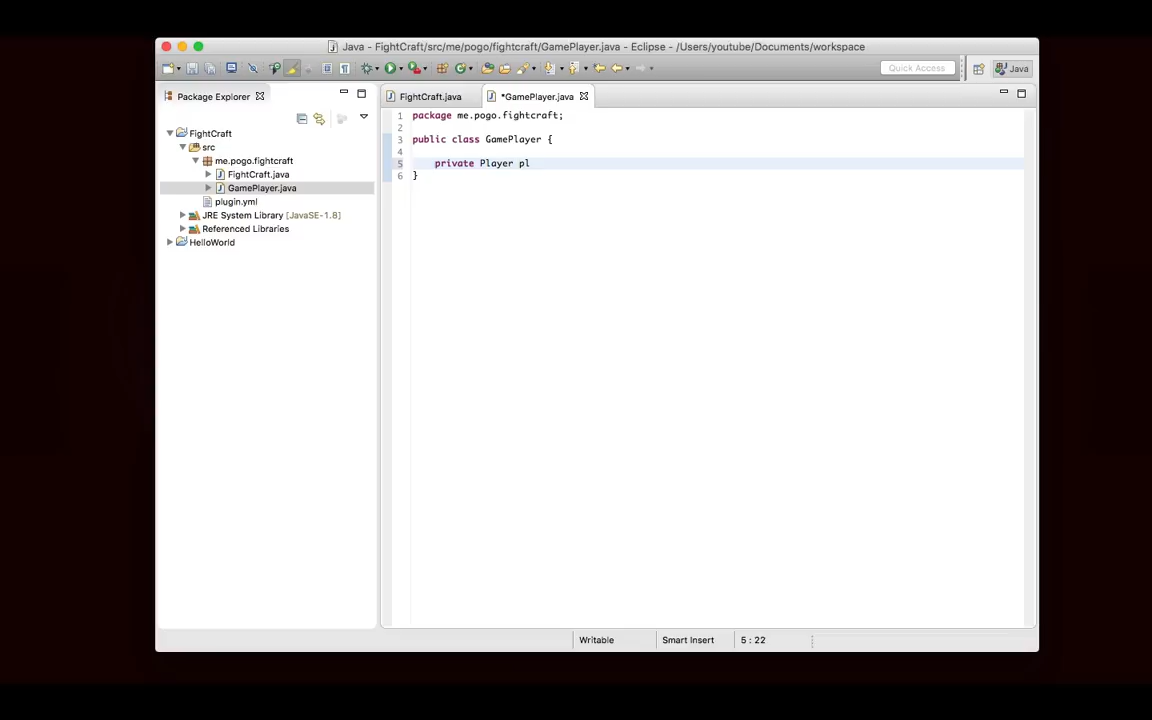 Java - FightCraft/src/me/pogo/fightcraft/GamePlayer.java - Eclipse - /Users/youtube/Documents/workspace
Quick Access
Java
Package Explorer
FightCraft
src
me.pogo.fightcraft
FightCraft.java
GamePlayer.java
plugin.yml
JRE System Library [JavaSE-1.8]
Referenced Libraries
HelloWorld
FightCraft.java
*GamePlayer.java
1 package me.pogo.fightcraft;
2
3 public class GamePlayer {
4
5 private Player pl
6 }
Writable
Smart Insert
5 : 22